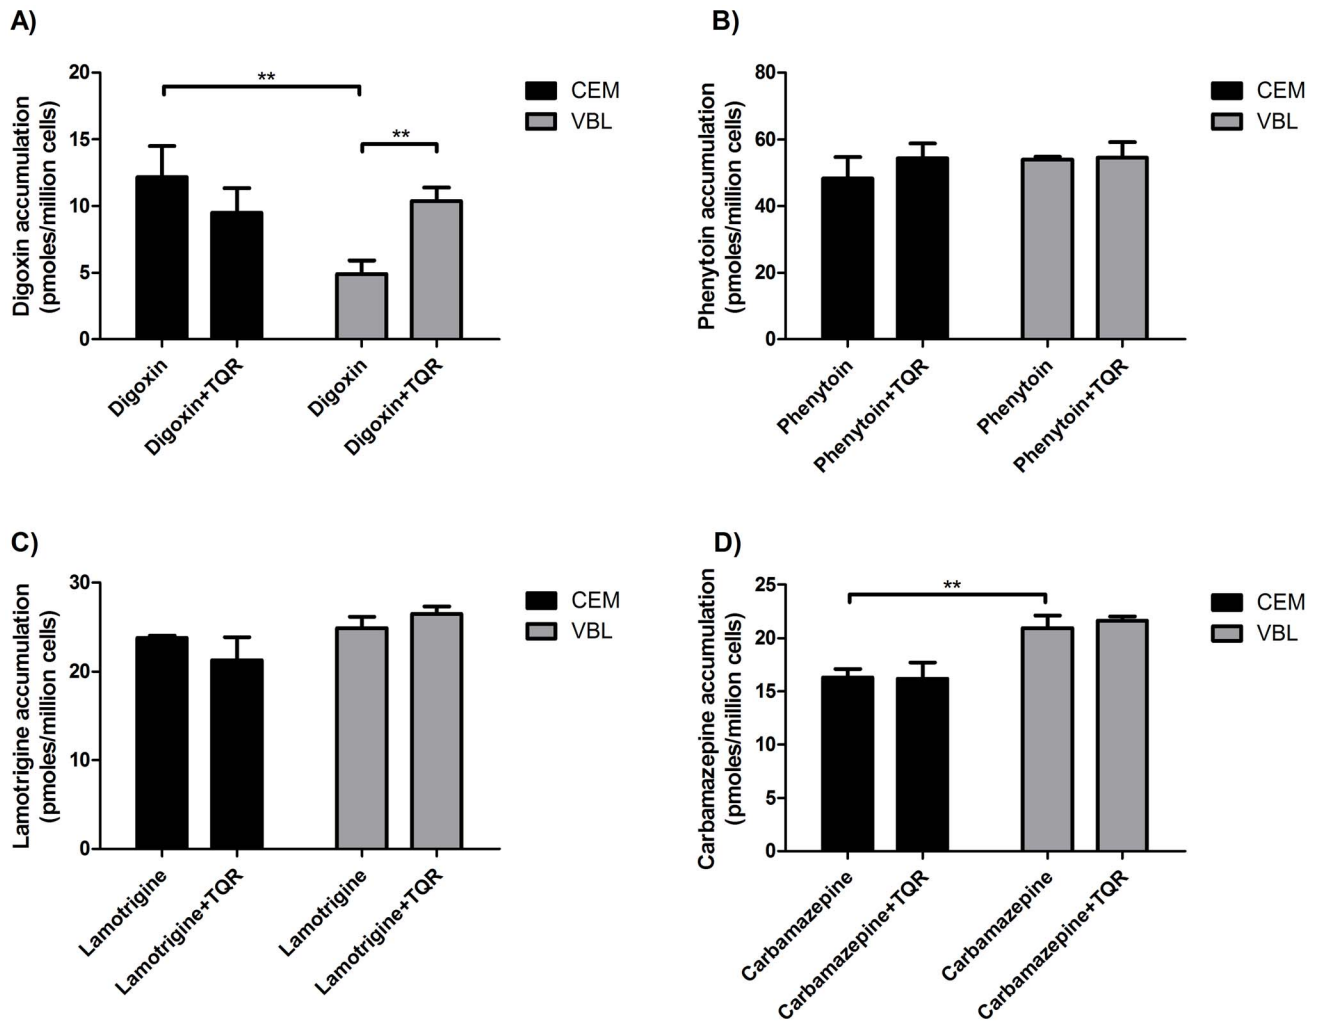 A)
Digoxin accumulation
(pmoles/million cells)
20
15
10
5
0
**
**
CEM
VBL
Digoxin
Digoxin+TQR
Digoxin
Digoxin+TQR
B)
Phenytoin accumulation
(pmoles/million cells)
80
60
40
20
0
CEM
VBL
Phenytoin
Phenytoin+TQR
Phenytoin
Phenytoin+TQR
C)
Lamotrigine accumulation
(pmoles/million cells)
30
20
10
0
CEM
VBL
Lamotrigine
Lamotrigine+TQR
Lamotrigine
Lamotrigine+TQR
D)
Carbamazepine accumulation
(pmoles/million cells)
25
20
15
10
5
0
**
CEM
VBL
Carbamazepine
Carbamazepine+TQR
Carbamazepine
Carbamazepine+TQR